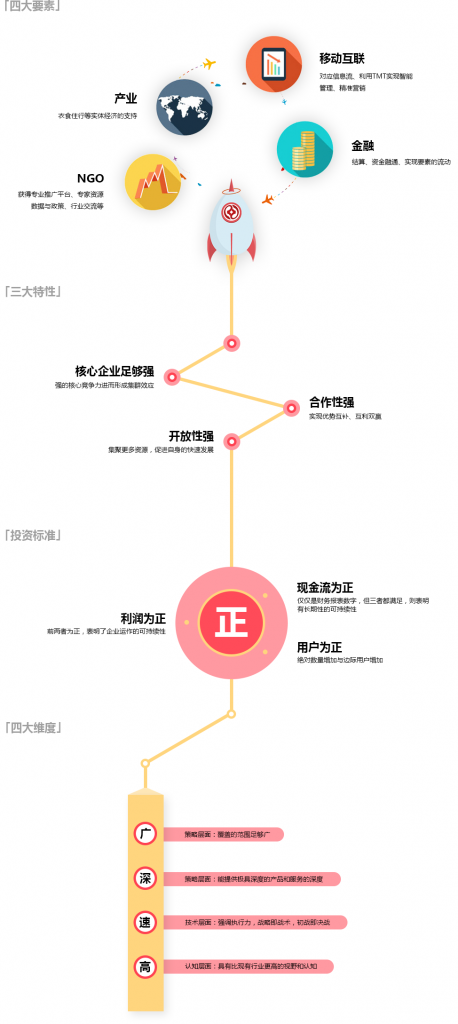 「四大要素」
移动互联
对应信息流、利用TMT实现智能
管理、精准营销
产业
衣食住行等实体经济的支持
金融
结算、资金融通、实现要素的流动
NGO
获得专业推广平台、专家资源
数据与政策、行业交流等
「三大特性」
核心企业足够强
强的核心竞争力进而形成集群效应
合作性强
实现优势互补、互利双赢
开放性强
集聚更多资源，促进自身的快速发展
「投资标准」
现金流为正
仅仅是财务报表数字，但三者都满足，则表明
有长期性的可持续性
利润为正
前两者为正，表明了企业运作的可持续性
正
用户为正
绝对数量增加与边际用户增加
「四大维度」
广
策略层面：覆盖的范围足够广
深
策略层面：能提供极具深度的产品和服务的深度
速
技术层面：强调执行力，战略即战术，初战即决战
高
认知层面：具有比现有行业更高的视野和认知